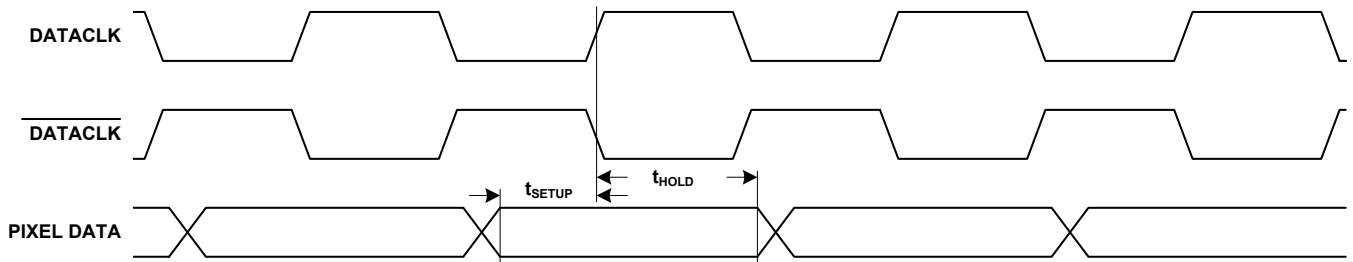 DATACLK
DATACLK
tHOLD
tSETUP
PIXEL DATA